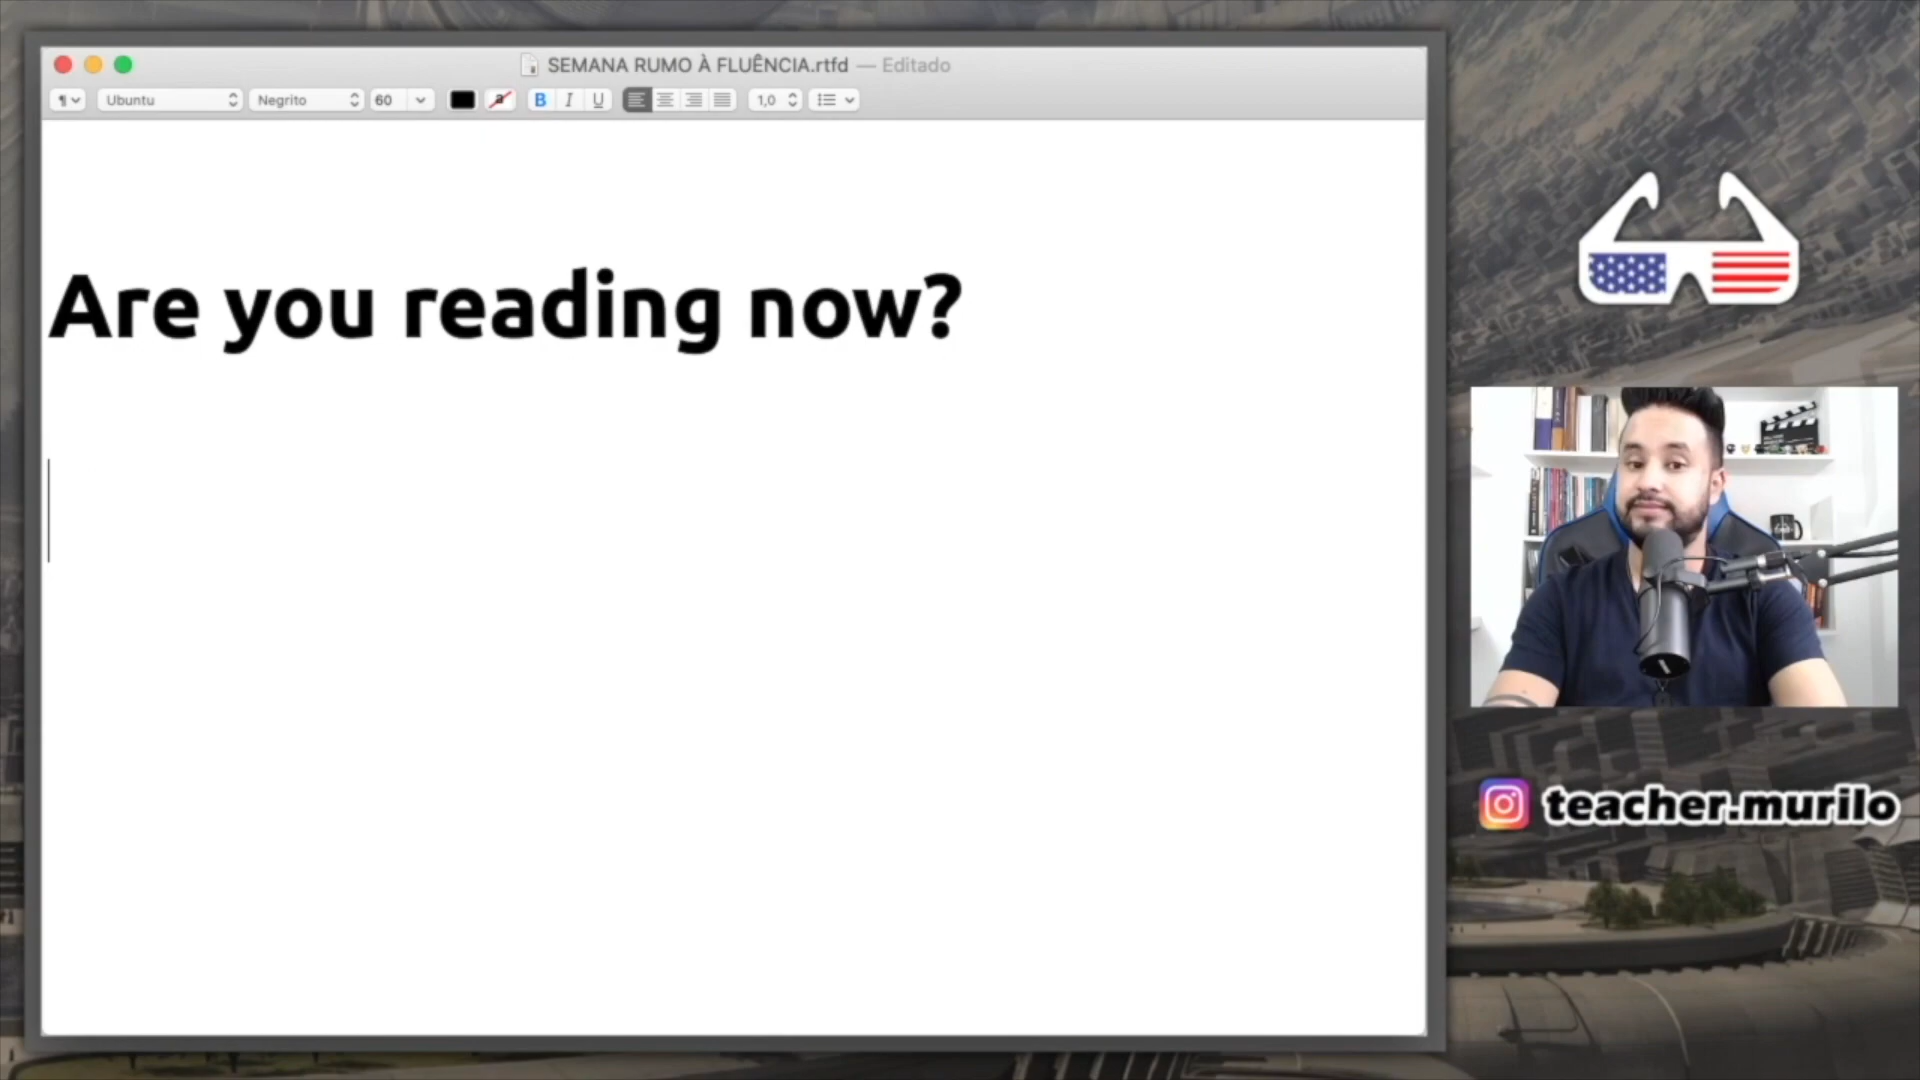 SEMANA RUMO À FLUÊNCIA.rtfd — Editado
¶ Ubuntu Negrito 60 a B I U 1,0
Are you reading now?
teacher.murilo